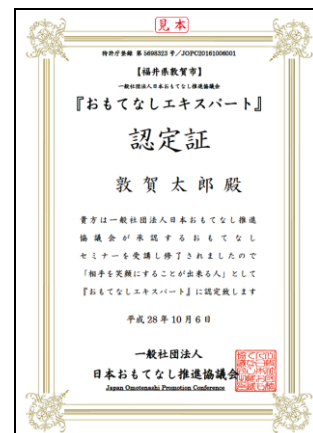 見本
特許庁登録 第5698323号／JOPC20161006001
【福井県敦賀市】
一般社団法人日本おもてなし推進協議会
『おもてなしエキスパート』
認定証
敦賀太郎殿
貴方は一般社団法人日本おもてなし推進
協議会が承認するおもてなし
セミナーを受講し修了されましたので
「相手を笑顔にすることが出来る人」として
『おもてなしエキスパート』に認定致します
平成28年10月6日
一般社団法人
日本おもてなし推進協議会
Japan Omotenashi Promotion Conference